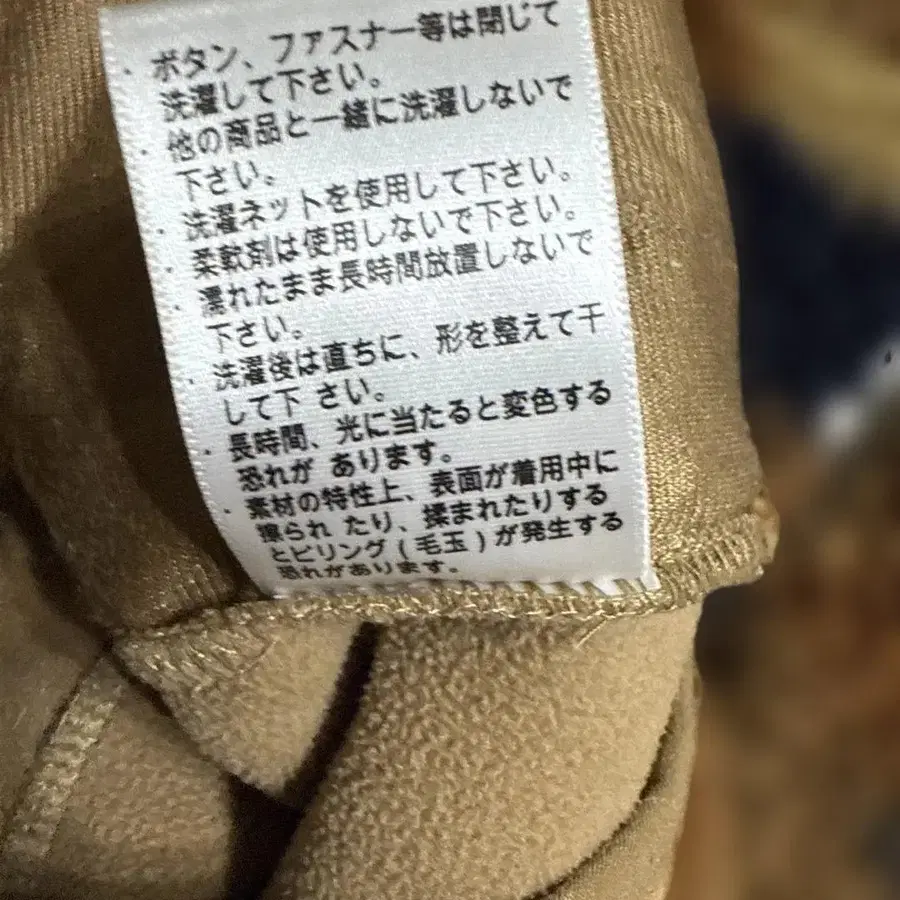 ・ボタン、ファスナー等は閉じて
洗濯して下さい。
・他の商品と一緒に洗濯しないで
下さい。
・洗濯ネットを使用して下さい。
・柔軟剤は使用しないで下さい。
・濡れたまま長時間放置しないで
下さい。
・洗濯後は直ちに、形を整えて干
して下 さい。
・長時間、光に当たると変色する
恐れが あります。
・素材の特性上、表面が着用中に
擦られ たり、揉まれたりする
とピリング(毛玉)が発生する
恐れがあります。